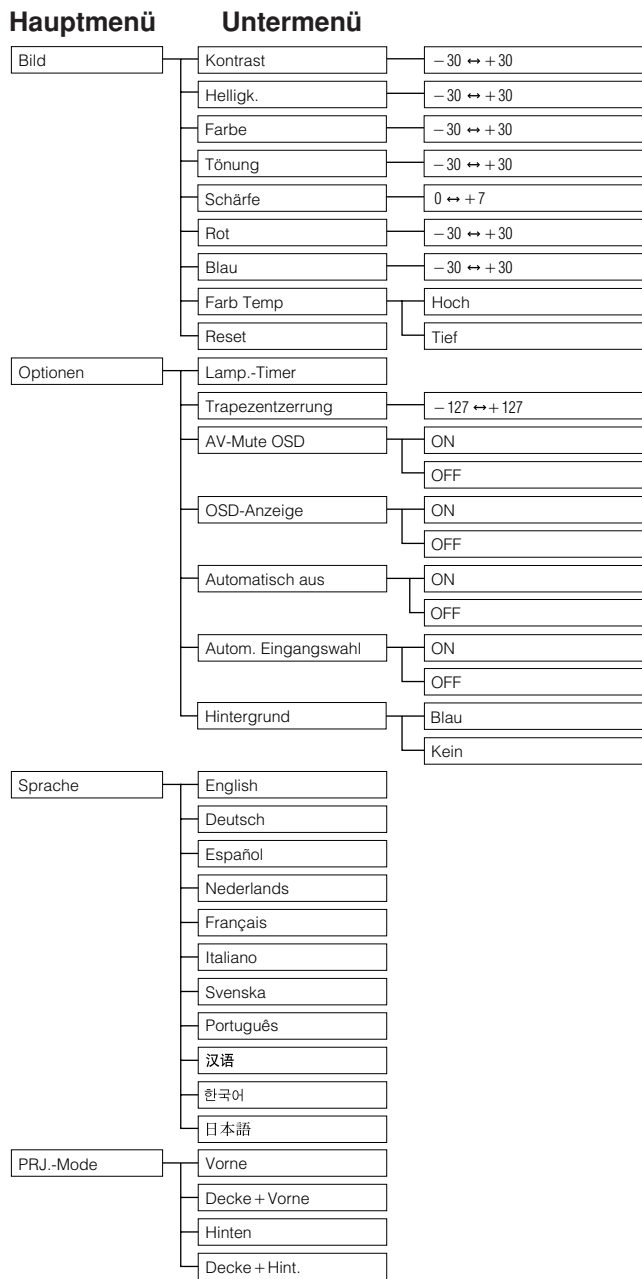 Hauptmenü Untermenü
Bild Kontrast −30 ↔ +30
Helligk. −30 ↔ +30
Farbe −30 ↔ +30
Tönung −30 ↔ +30
Schärfe 0 ↔ +7
Rot −30 ↔ +30
Blau −30 ↔ +30
Farb Temp Hoch
Reset Tief
Optionen Lamp.-Timer
Trapezentzerrung −127 ↔ +127
AV-Mute OSD ON
OFF
OSD-Anzeige ON
OFF
Automatisch aus ON
OFF
Autom. Eingangswahl ON
OFF
Hintergrund Blau
Kein
Sprache English
Deutsch
Español
Nederlands
Français
Italiano
Svenska
Português
汉语
한국어
日本語
PRJ.-Mode Vorne
Decke+Vorne
Hinten
Decke+Hint.